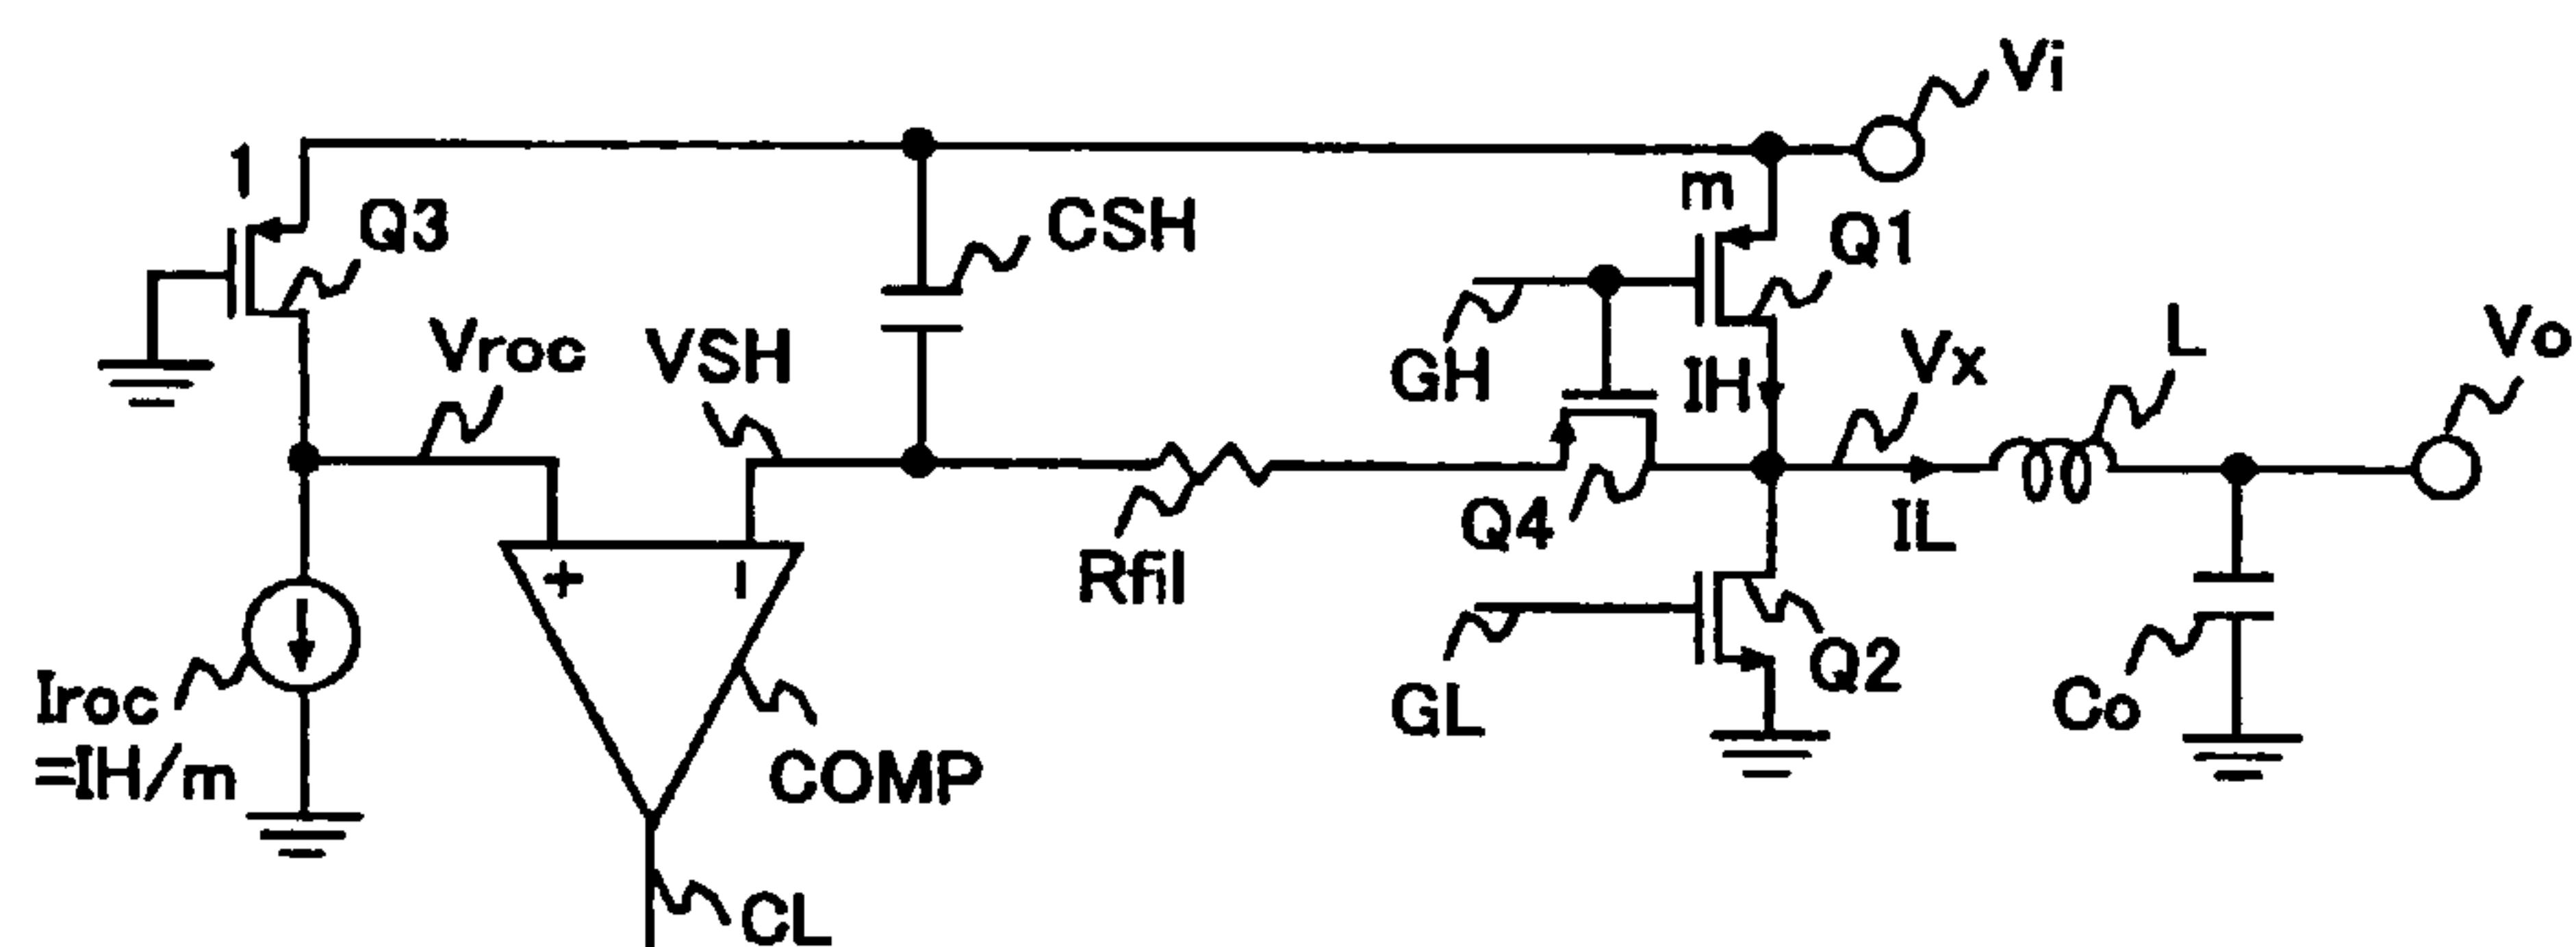 Vi
1
m
Q3
CSH
Q1
Vroc
VSH
GH
IH
Vx
L
Vo
Q4
IL
+
-
Rfil
Q2
Iroc
=IH/m
GL
Co
COMP
CL